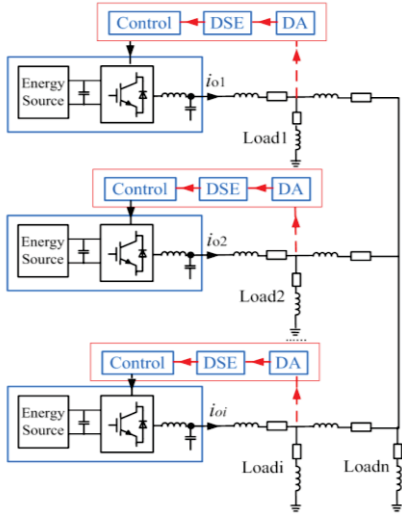 Control DSE DA
Energy
Source
io1
Load1
Control DSE DA
Energy
Source
io2
Load2
......
Control DSE DA
Energy
Source
ioi
Loadi Loadn